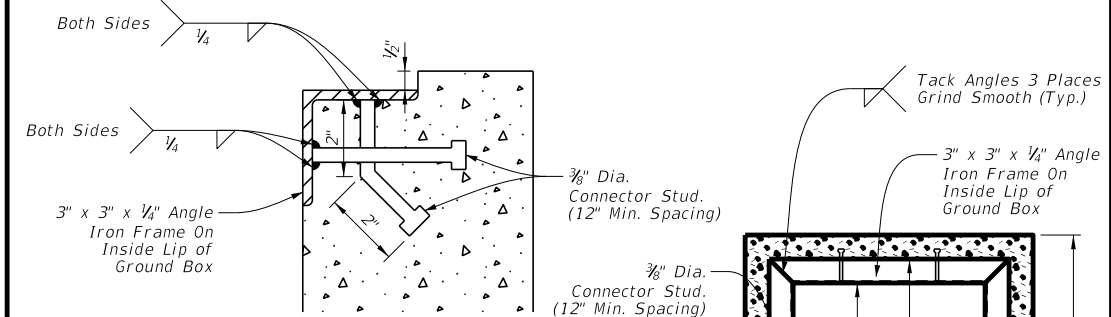 Both Sides
1/4
1/2"
Both Sides
1/4
2"
2"
3/8" Dia.
Connector Stud.
(12" Min. Spacing)
3" x 3" x 1/4" Angle
Iron Frame On
Inside Lip of
Ground Box
Tack Angles 3 Places
Grind Smooth (Typ.)
3" x 3" x 1/4" Angle
Iron Frame On
Inside Lip of
Ground Box
3/8" Dia.
Connector Stud.
(12" Min. Spacing)